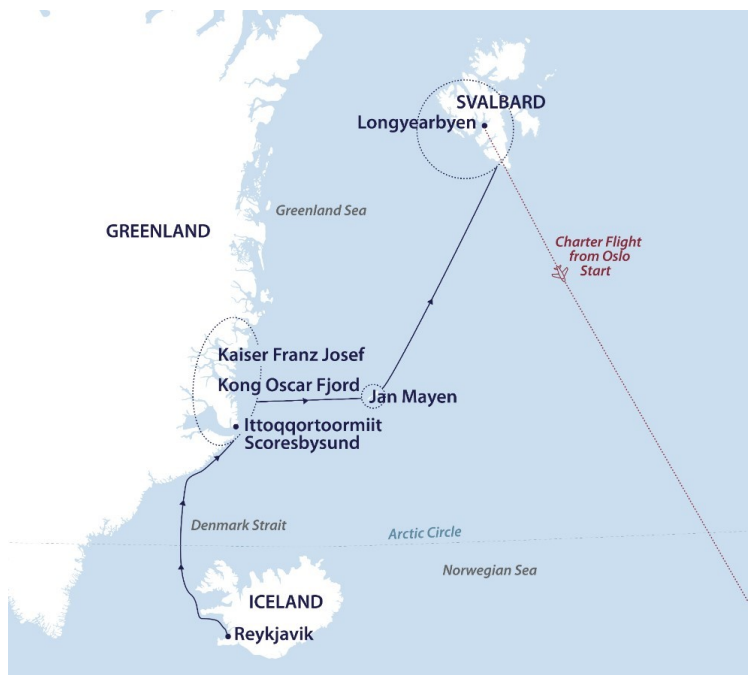 SVALBARD
Longyearbyen
Greenland Sea
GREENLAND
Charter Flight
from Oslo
Start
Kaiser Franz Josef
Kong Oscar Fjord
Jan Mayen
Ittoqqortoormiit
Scoresbysund
Denmark Strait
Arctic Circle
Norwegian Sea
ICELAND
Reykjavik